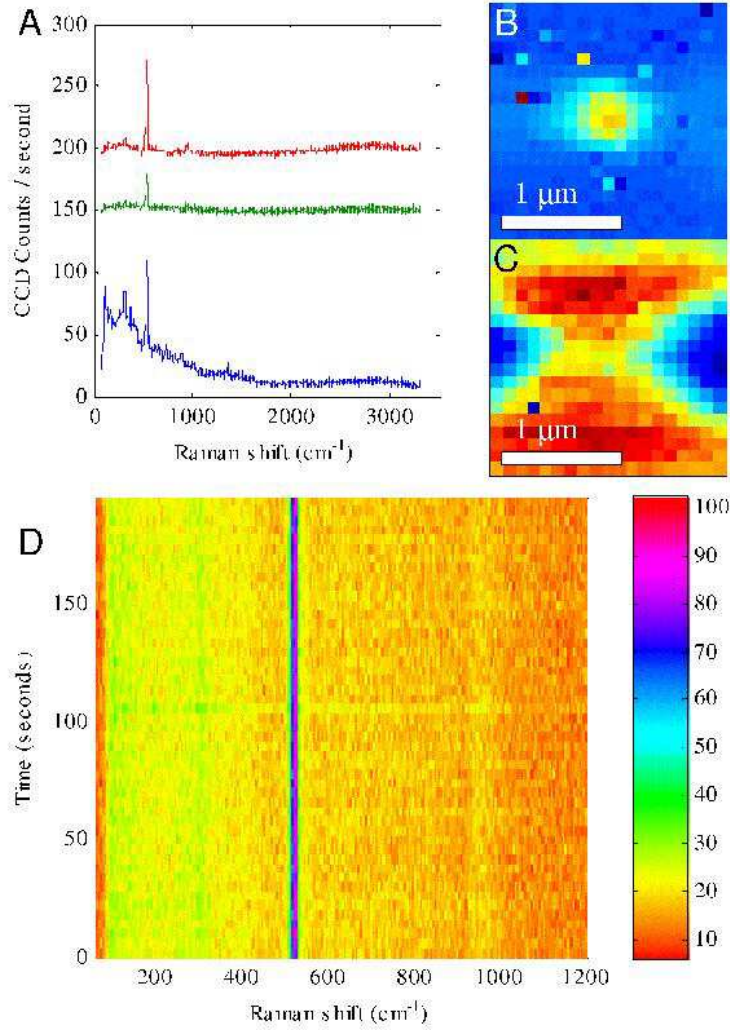 A
300
250
200
150
100
50
0
CCD Counts / second
0 1000 2000 3000
Raman shift (cm-1)
B
1 μm
C
1 μm
D
150
100
50
0
Time (seconds)
200 400 600 800 1000 1200
Raman shift (cm-1)
100
90
80
70
60
50
40
30
20
10